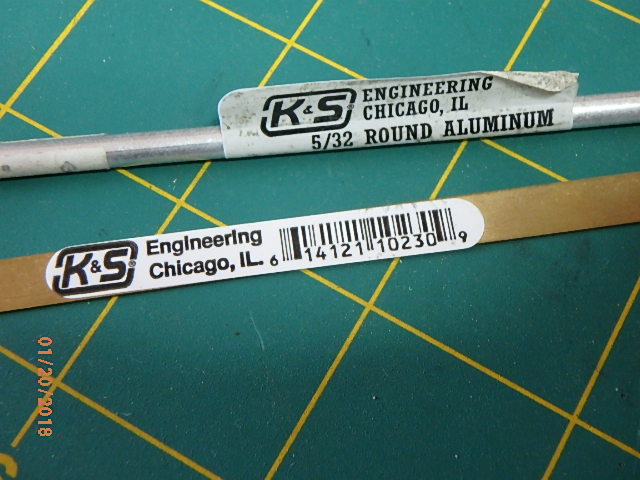 K&S® ENGINEERING
CHICAGO, IL
5/32 ROUND ALUMINUM
K&S® Engineering
Chicago, IL.
6 14121 10230 9
01/20/2018